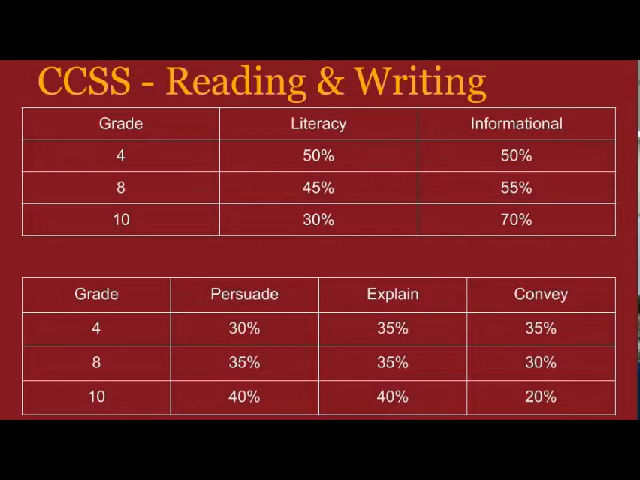 CCSS - Reading & Writing
Grade Literacy Informational
4 50% 50%
8 45% 55%
10 30% 70%
Grade Persuade Explain Convey
4 30% 35% 35%
8 35% 35% 30%
10 40% 40% 20%